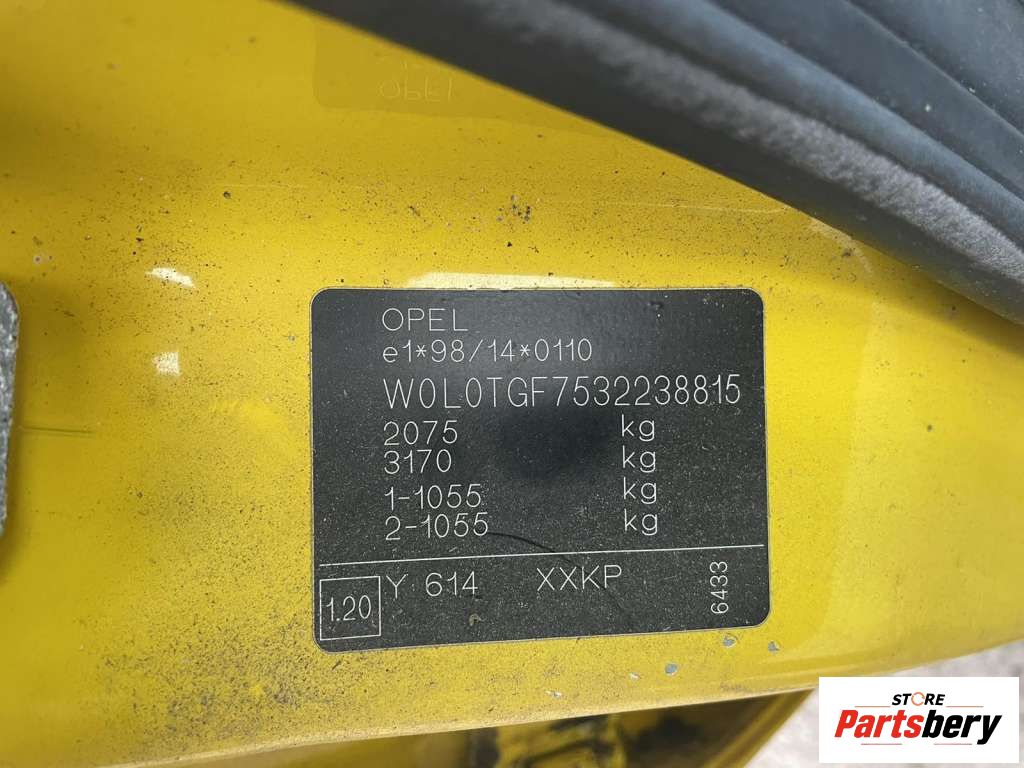 OPEL
OPEL
e1*98/14*0110
W0L0TGF7532238815
2075 kg
3170 kg
1-1055 kg
2-1055 kg
1.20 Y 614 XXKP 6433
STORE
Partsbery